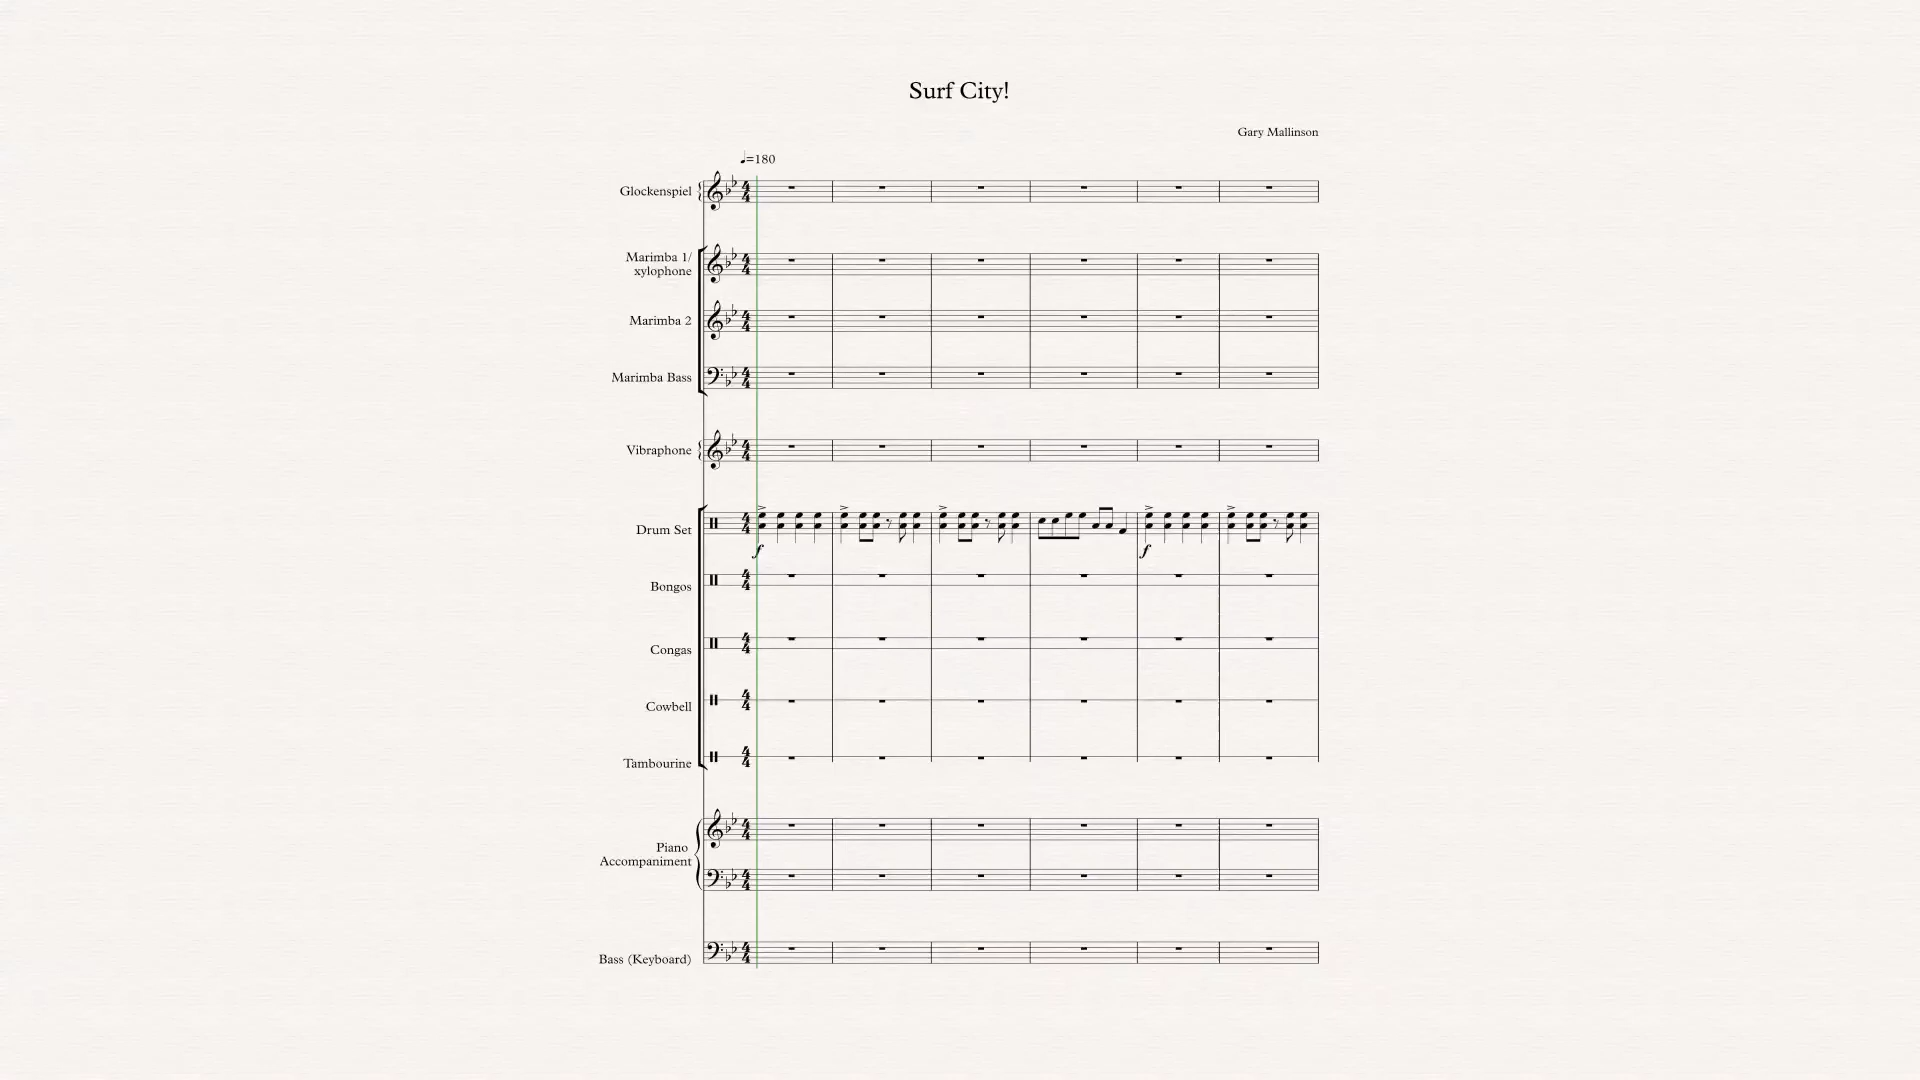 Surf City!
Gary Mallinson
♩=180
Glockenspiel
Marimba 1/
xylophone
Marimba 2
Marimba Bass
Vibraphone
Drum Set
f
f
Bongos
Congas
Cowbell
Tambourine
Piano
Accompaniment
Bass (Keyboard)